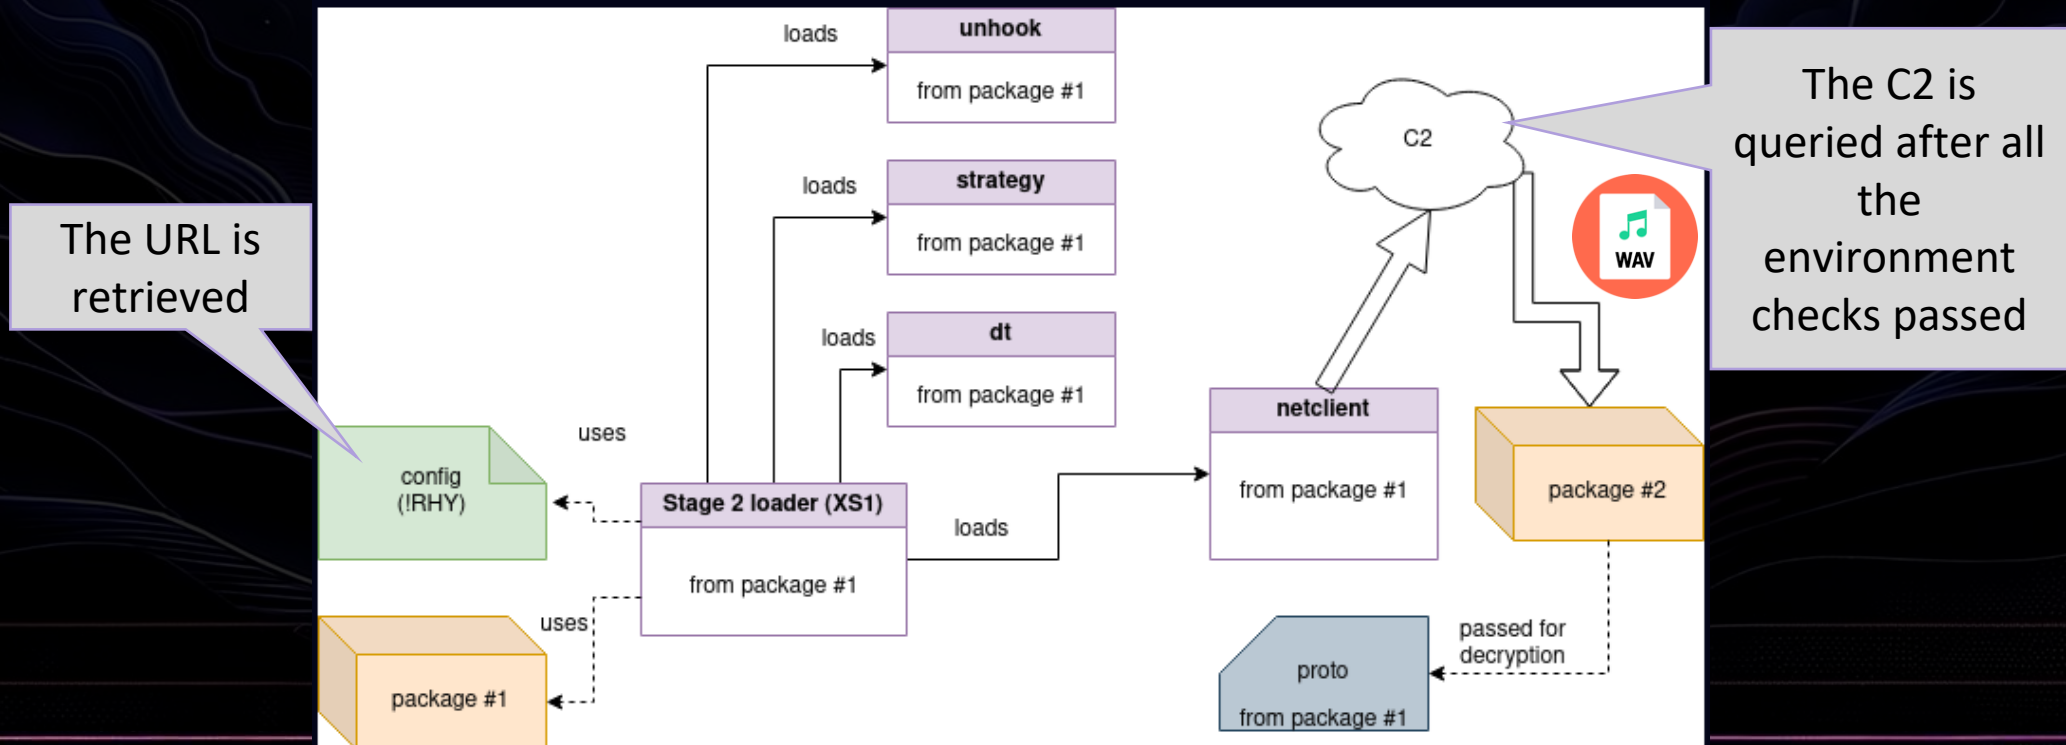 loads
unhook
from package #1
loads
strategy
from package #1
loads
dt
from package #1
C2
WAV
The C2 is
queried after all
the
environment
checks passed
The URL is
retrieved
uses
config
(!RHY)
Stage 2 loader (XS1)
from package #1
loads
netclient
from package #1
package #2
uses
package #1
passed for
decryption
proto
from package #1